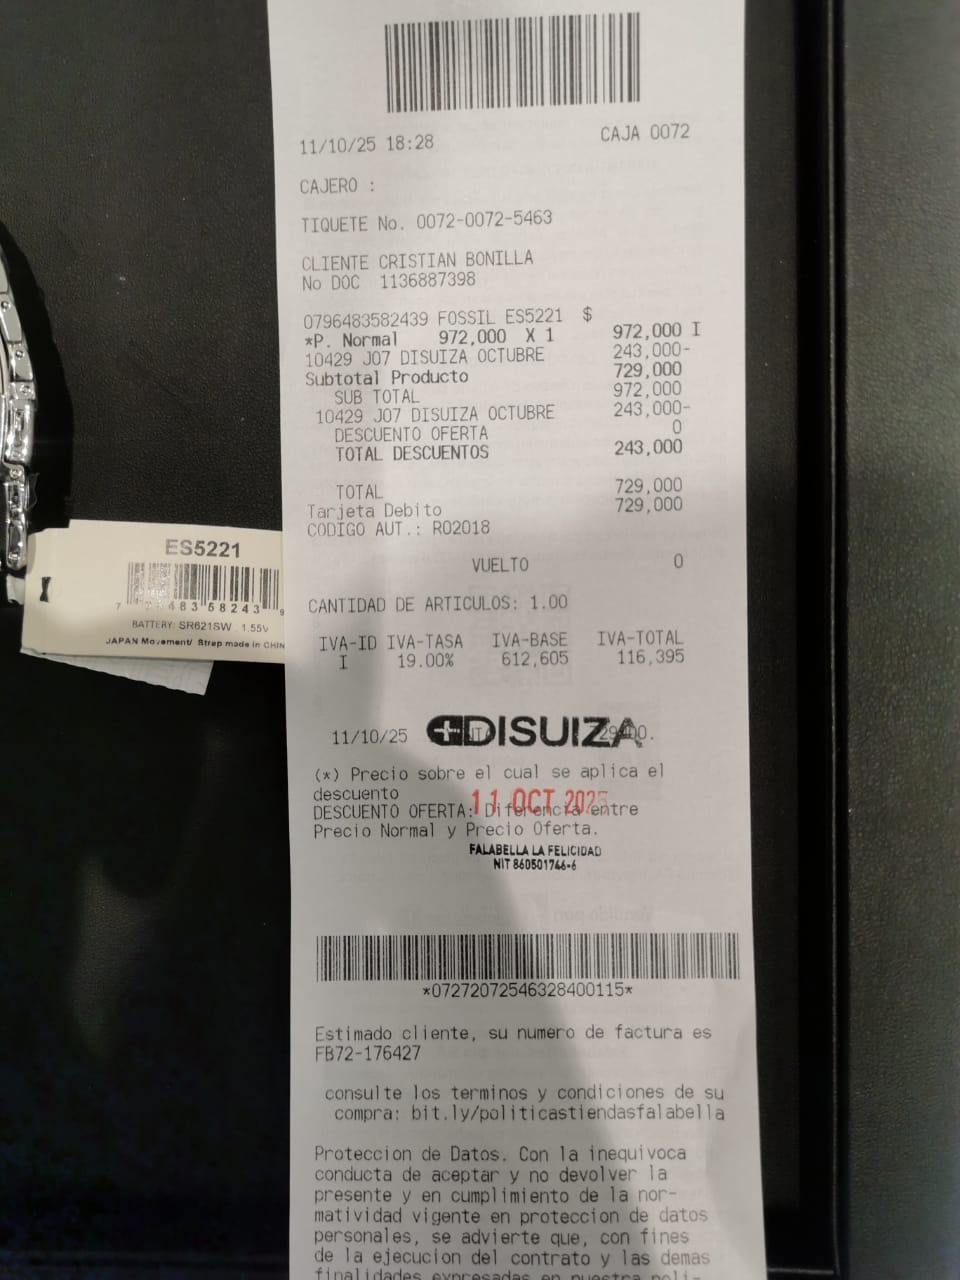 11/10/25 18:28 CAJA 0072
CAJERO :
TIQUETE No. 0072-0072-5463
CLIENTE CRISTIAN BONILLA
No DOC 1136887398
0796483582439 FOSSIL ES5221 $
*P. Normal 972,000 X 1 972,000 I
10429 J07 DISUIZA OCTUBRE 243,000-
Subtotal Producto 729,000
SUB TOTAL 972,000
10429 J07 DISUIZA OCTUBRE 243,000-
DESCUENTO OFERTA 0
TOTAL DESCUENTOS 243,000
TOTAL 729,000
Tarjeta Debito 729,000
CODIGO AUT.: R02018
VUELTO 0
CANTIDAD DE ARTICULOS: 1.00
IVA-ID IVA-TASA IVA-BASE IVA-TOTAL
I 19.00% 612,605 116,395
11/10/25
DISUIZA
(*) Precio sobre el cual se aplica el
descuento
11 OCT 2025
DESCUENTO OFERTA: Diferencia entre
Precio Normal y Precio Oferta.
FALABELLA LA FELICIDAD
NIT 860501746-6
*07272072546328400115*
Estimado cliente, su numero de factura es
FB72-176427
consulte los terminos y condiciones de su
compra: bit.ly/politicastiendasfalabella
Proteccion de Datos. Con la inequivoca
conducta de aceptar y no devolver la
presente y en cumplimiento de la nor-
matividad vigente en proteccion de datos
personales, se advierte que, con fines
de la ejecucion del contrato y las demas
finalidades expresadas en nuestra poli-
ES5221
BATTERY: SR621SW 1.55V
JAPAN Movement/ Strap made in CHIN